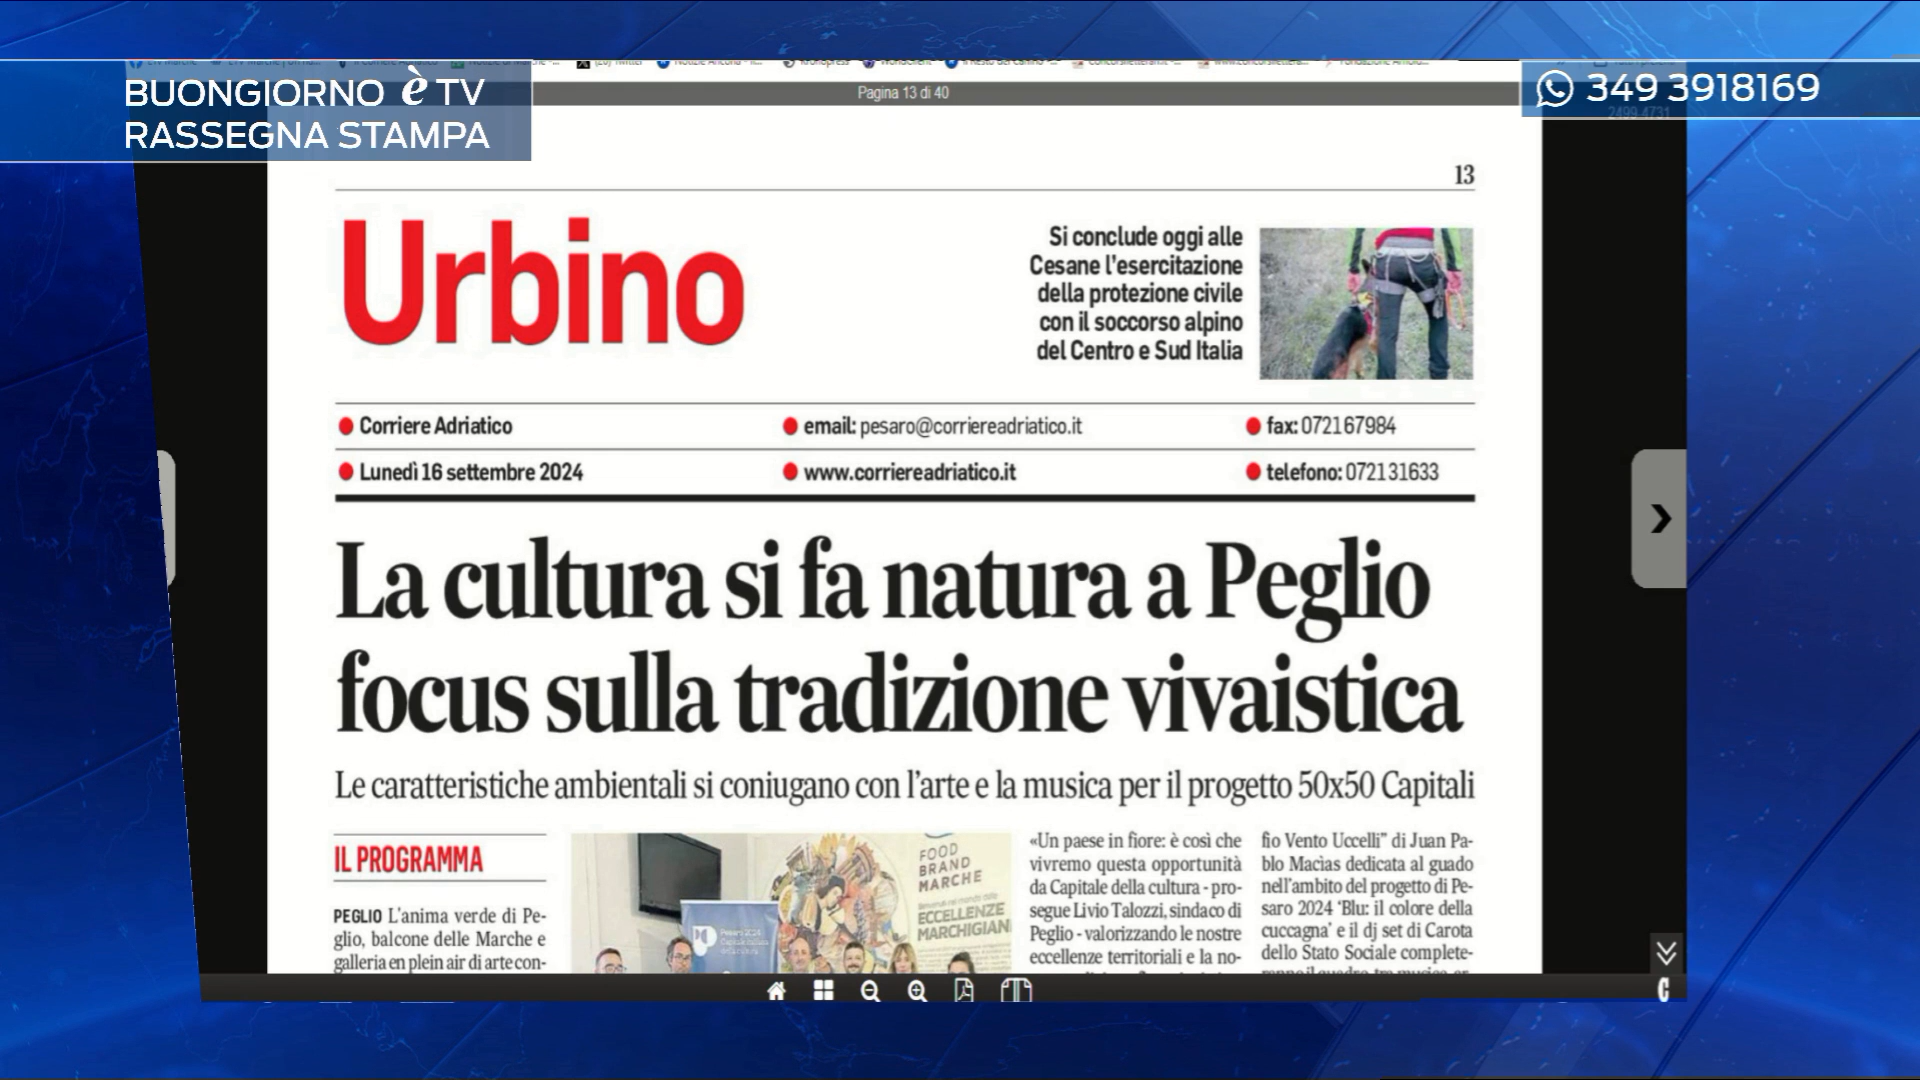 BUONGIORNO è TV
RASSEGNA STAMPA
349 3918169
Pagina 13 di 40
13
Urbino
Si conclude oggi alle
Cesane l'esercitazione
della protezione civile
con il soccorso alpino
del Centro e Sud Italia
Corriere Adriatico
email: pesaro@corriereadriatico.it
fax: 072167984
Lunedì 16 settembre 2024
www.corriereadriatico.it
telefono: 072131633
La cultura si fa natura a Peglio
focus sulla tradizione vivaistica
Le caratteristiche ambientali si coniugano con l'arte e la musica per il progetto 50x50 Capitali
IL PROGRAMMA
PEGLIO L'anima verde di Pe-
glio, balcone delle Marche e
galleria en plein air di arte con-
FOOD
BRAND
MARCHE
ECCELLENZE
MARCHIGIAN
Pesaro 2024
«Un paese in fiore: è così che
vivremo questa opportunità
da Capitale della cultura - pro-
segue Livio Talozzi, sindaco di
Peglio - valorizzando le nostre
eccellenze territoriali e la no-
fio Vento Uccelli” di Juan Pa-
blo Macìas dedicata al guado
nell'ambito del progetto di Pe-
saro 2024 ‘Blu: il colore della
cuccagna’ e il dj set di Carota
dello Stato Sociale complete-